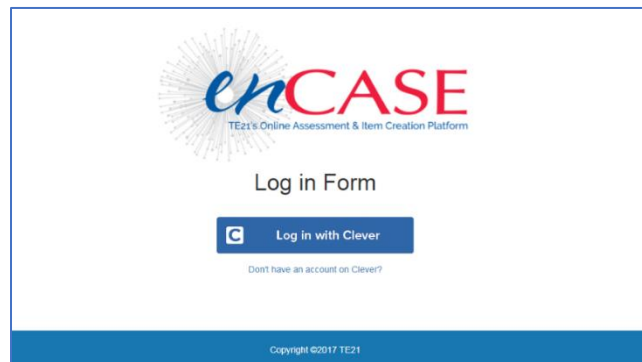 enCASE
TE21's Online Assessment & Item Creation Platform
Log in Form
C Log in with Clever
Don't have an account on Clever?
Copyright ©2017 TE21